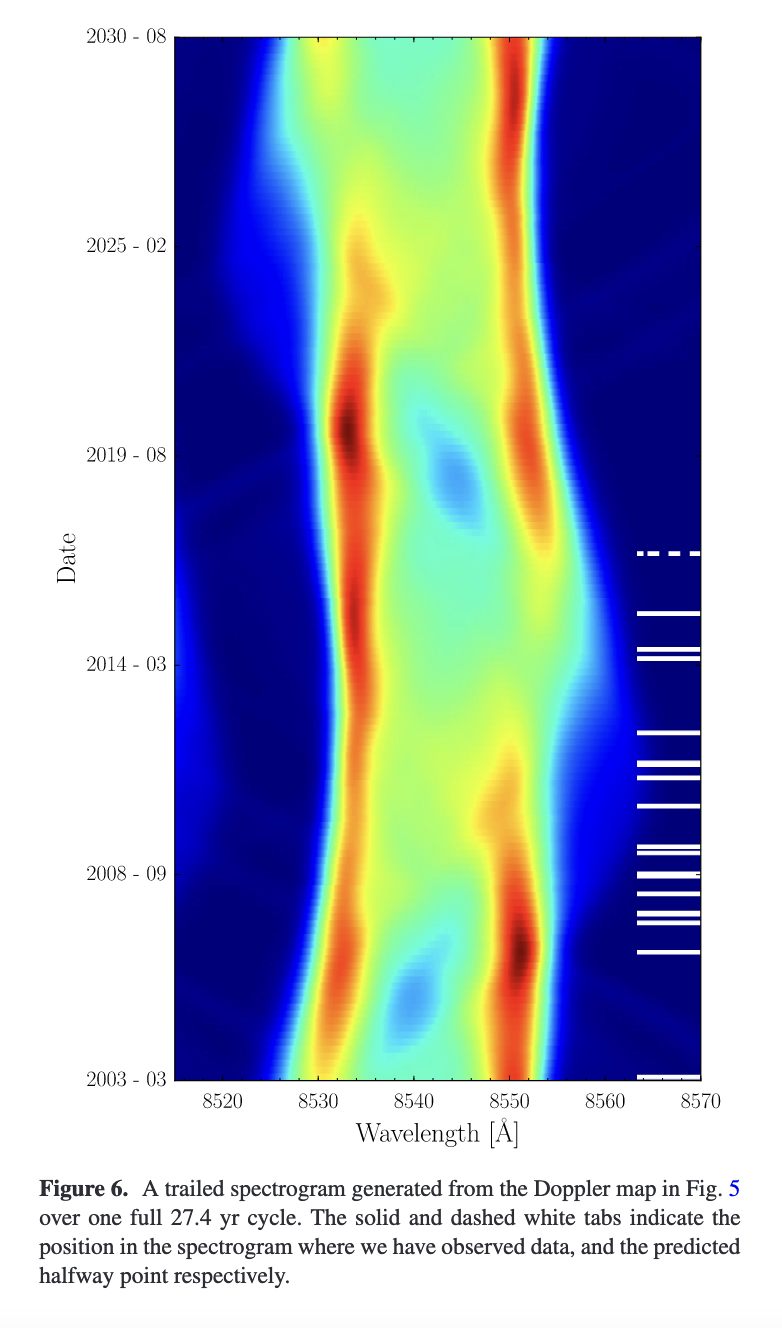 2030 - 08
2025 - 02
2019 - 08
2014 - 03
2008 - 09
2003 - 03
Date
8520 8530 8540 8550 8560 8570
Wavelength [Å]
Figure 6. A trailed spectrogram generated from the Doppler map in Fig. 5
over one full 27.4 yr cycle. The solid and dashed white tabs indicate the
position in the spectrogram where we have observed data, and the predicted
halfway point respectively.